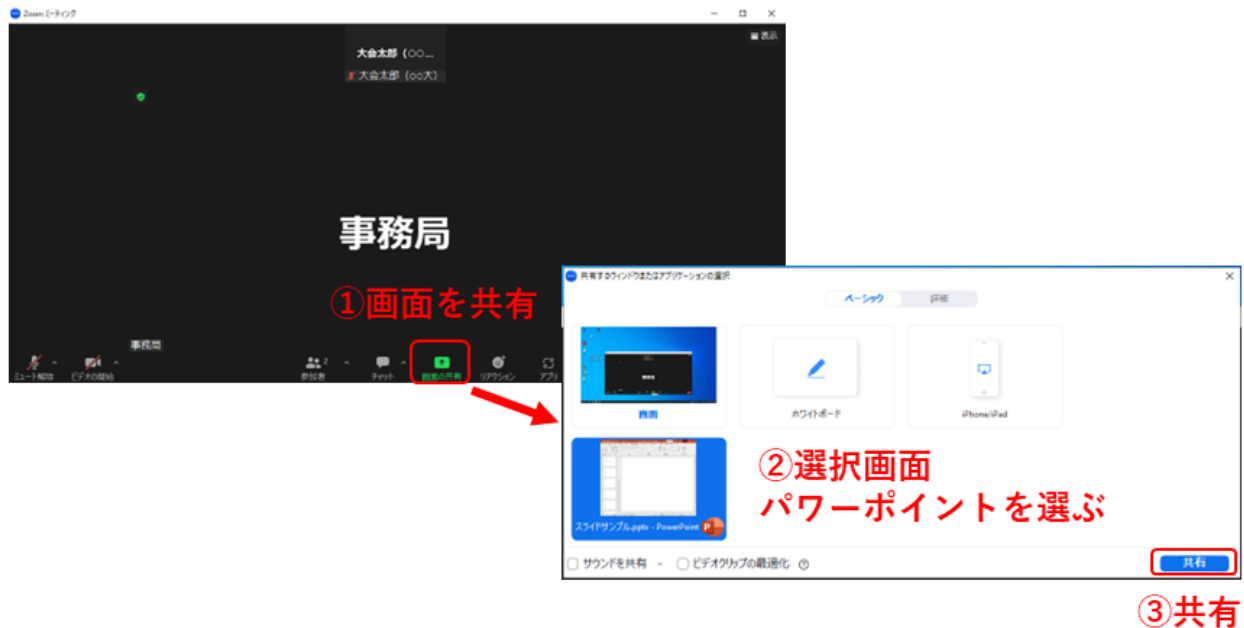 Zoom ミーティング
表示
大会太郎 (○○...
大会太郎 (○○大)
事務局
①画面を共有
事務局
ミュート解除
ビデオの開始
2
参加者
チャット
画面の共有
リアクション
アプリ
共有するウィンドウまたはアプリケーションの選択
ベーシック
詳細
画面
ホワイトボード
iPhone/iPad
②選択画面
パワーポイントを選ぶ
スライドサンプル.pptx - PowerPoint
P
サウンドを共有
ビデオクリップの最適化
共有
③共有